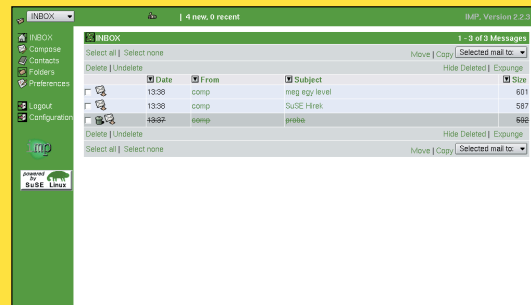 INBOX | 4 new, 0 recent IMP, Version 2.2.3
INBOX
Compose
Contacts
Folders
Preferences
Logout
Configuration
imp
powered
by
SuSE Linux
INBOX 1 - 3 of 3 Messages
Select all | Select none Move | Copy Selected mail to:
Delete | Undelete Hide Deleted | Expunge
Date From Subject Size
13:38 comp meg egy level 601
13:38 comp SuSE Hirek 587
13:37 comp proba 592
Delete | Undelete Hide Deleted | Expunge
Select all | Select none Move | Copy Selected mail to: